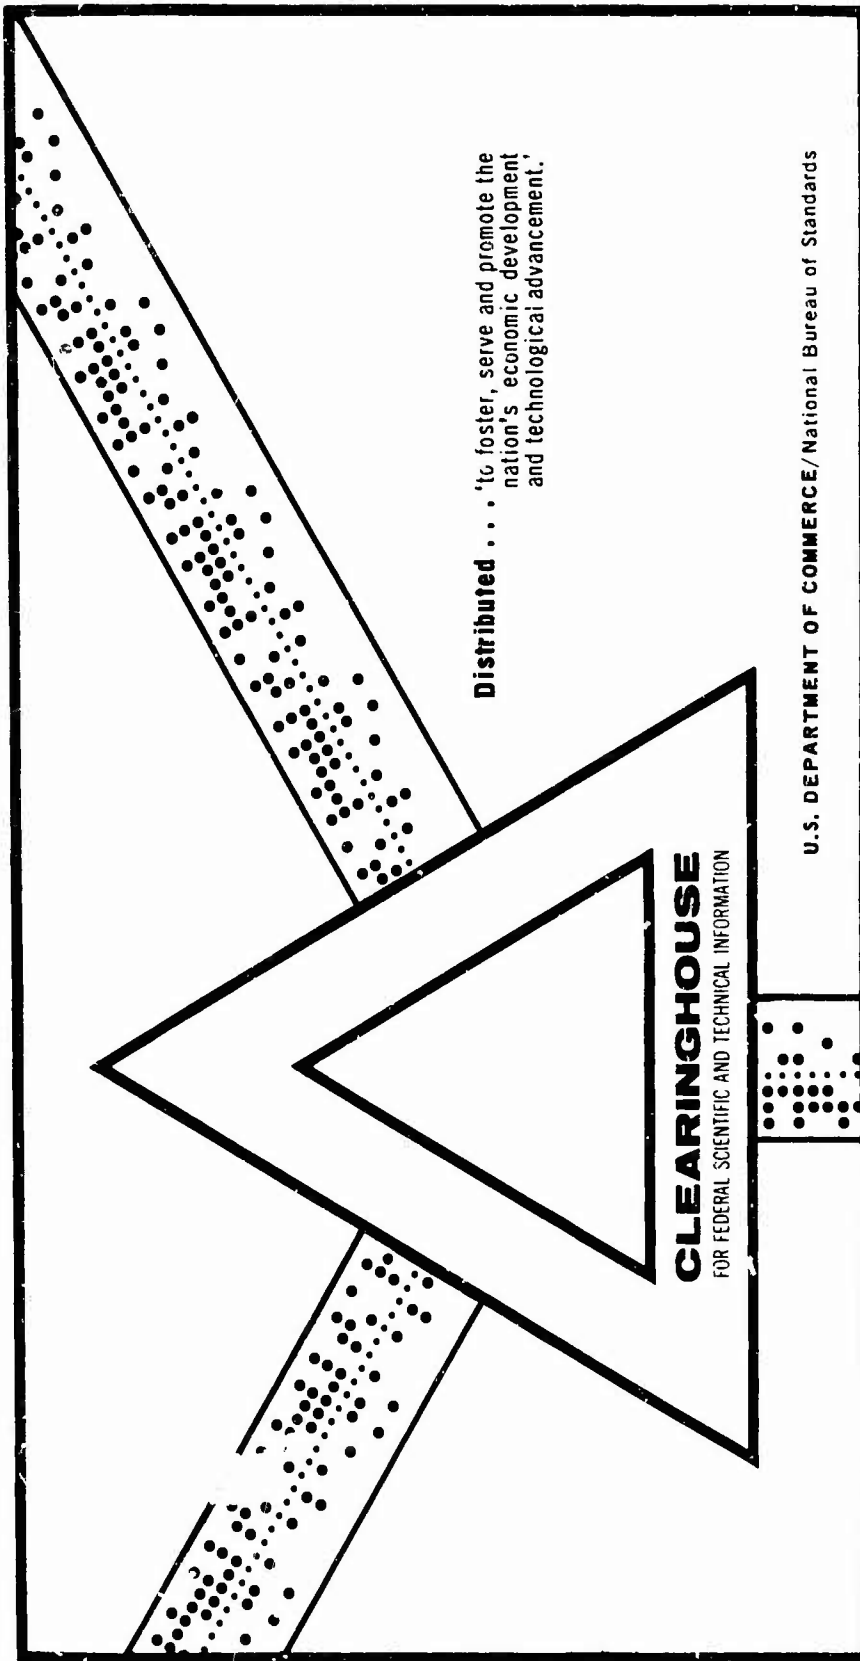 Distributed . . . 'to foster, serve and promote the
nation's economic development
and technological advancement.'
CLEARINGHOUSE
FOR FEDERAL SCIENTIFIC AND TECHNICAL INFORMATION
U.S. DEPARTMENT OF COMMERCE/National Bureau of Standards